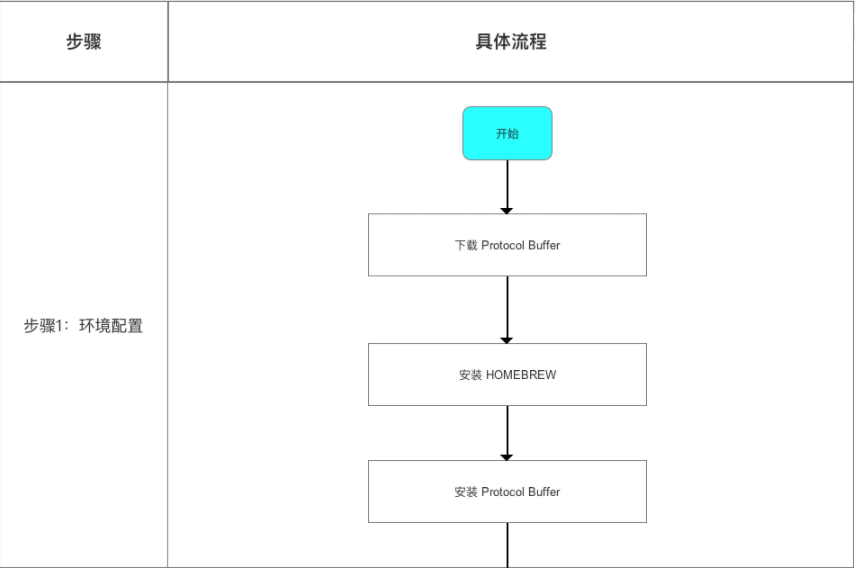 步骤
具体流程
开始
下载 Protocol Buffer
步骤1：环境配置
安装 HOMEBREW
安装 Protocol Buffer